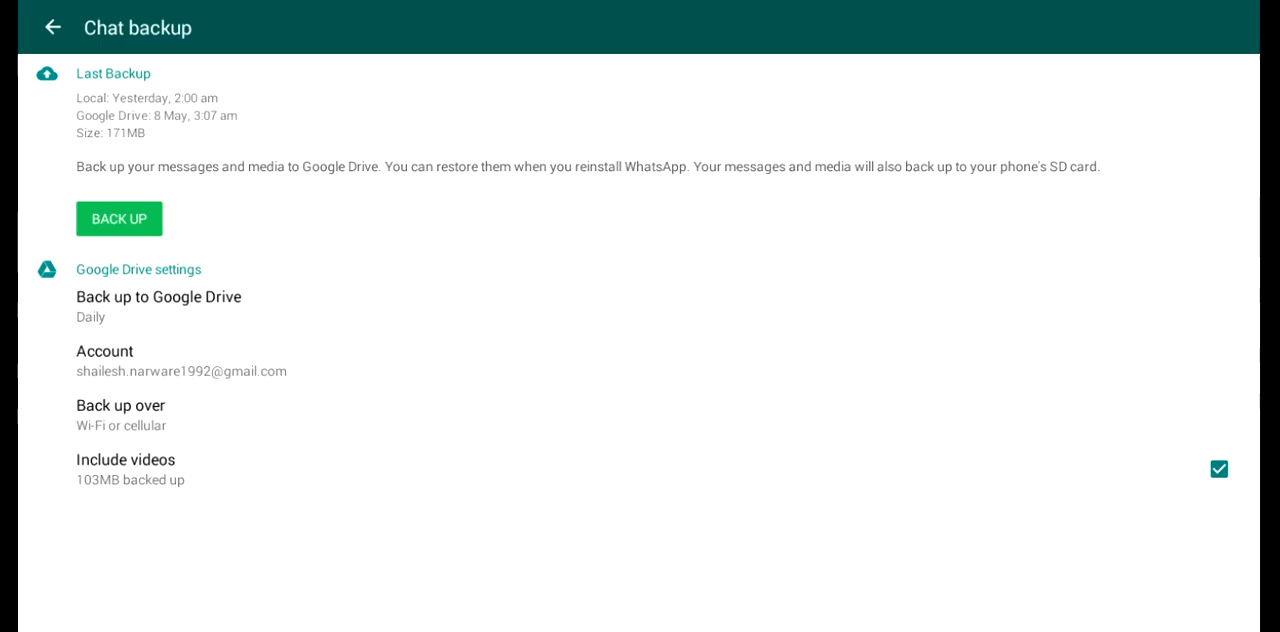 Chat backup
Last Backup
Local: Yesterday, 2:00 am
Google Drive: 8 May, 3:07 am
Size: 171MB
Back up your messages and media to Google Drive. You can restore them when you reinstall WhatsApp. Your messages and media will also back up to your phone's SD card.
BACK UP
Google Drive settings
Back up to Google Drive
Daily
Account
shailesh.narware1992@gmail.com
Back up over
Wi-Fi or cellular
Include videos
103MB backed up